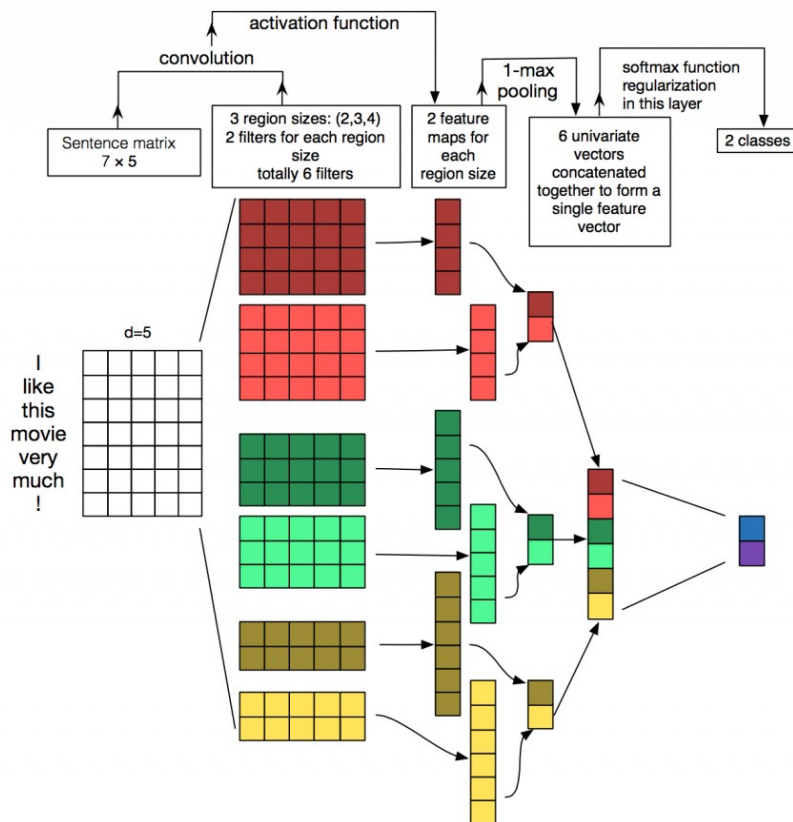 activation function
convolution
1-max
pooling
softmax function
regularization
in this layer
Sentence matrix
7 × 5
3 region sizes: (2,3,4)
2 filters for each region
size
totally 6 filters
2 feature
maps for
each
region size
6 univariate
vectors
concatenated
together to form a
single feature
vector
2 classes
d=5
I
like
this
movie
very
much
!